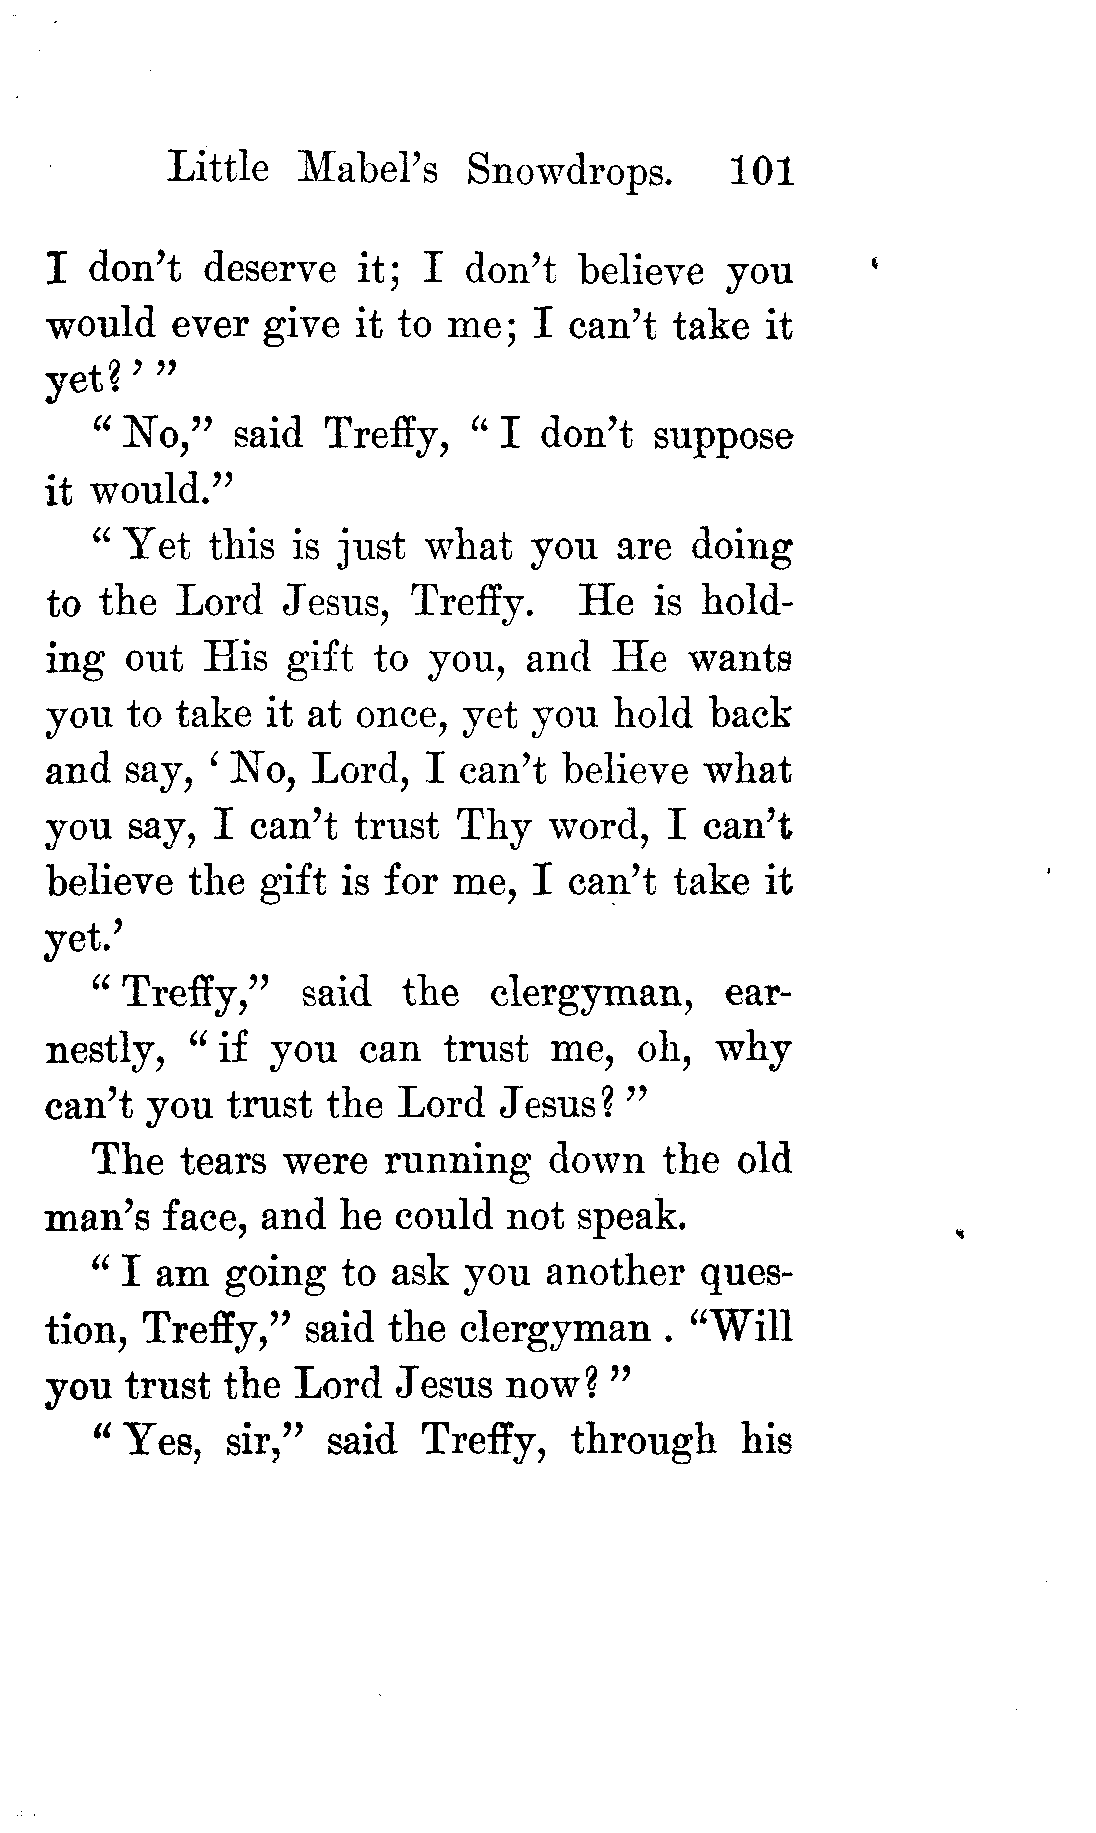 Little Mabel's Snowdrops. 101
I don't deserve it; I don't believe you
would ever give it to me; I can't take it
yet?' "
" No," said Treffy, " I don't suppose
it would."
" Yet this is just what you are doing
to the Lord Jesus, Treffy. He is hold-
ing out His gift to you, and He wants
you to take it at once, yet you hold back
and say, ' No, Lord, I can't believe what
you say, I can't trust Thy word, I can't
believe the gift is for me, I can't take it
yet.'
" Treffy," said the clergyman, ear-
nestly, " if you can trust me, oh, why
can't you trust the Lord Jesus? "
The tears were running down the old
man's face, and he could not speak.
" I am going to ask you another ques-
tion, Treffy," said the clergyman . "Will
you trust the Lord Jesus now? "
" Yes, sir," said Treffy, through his